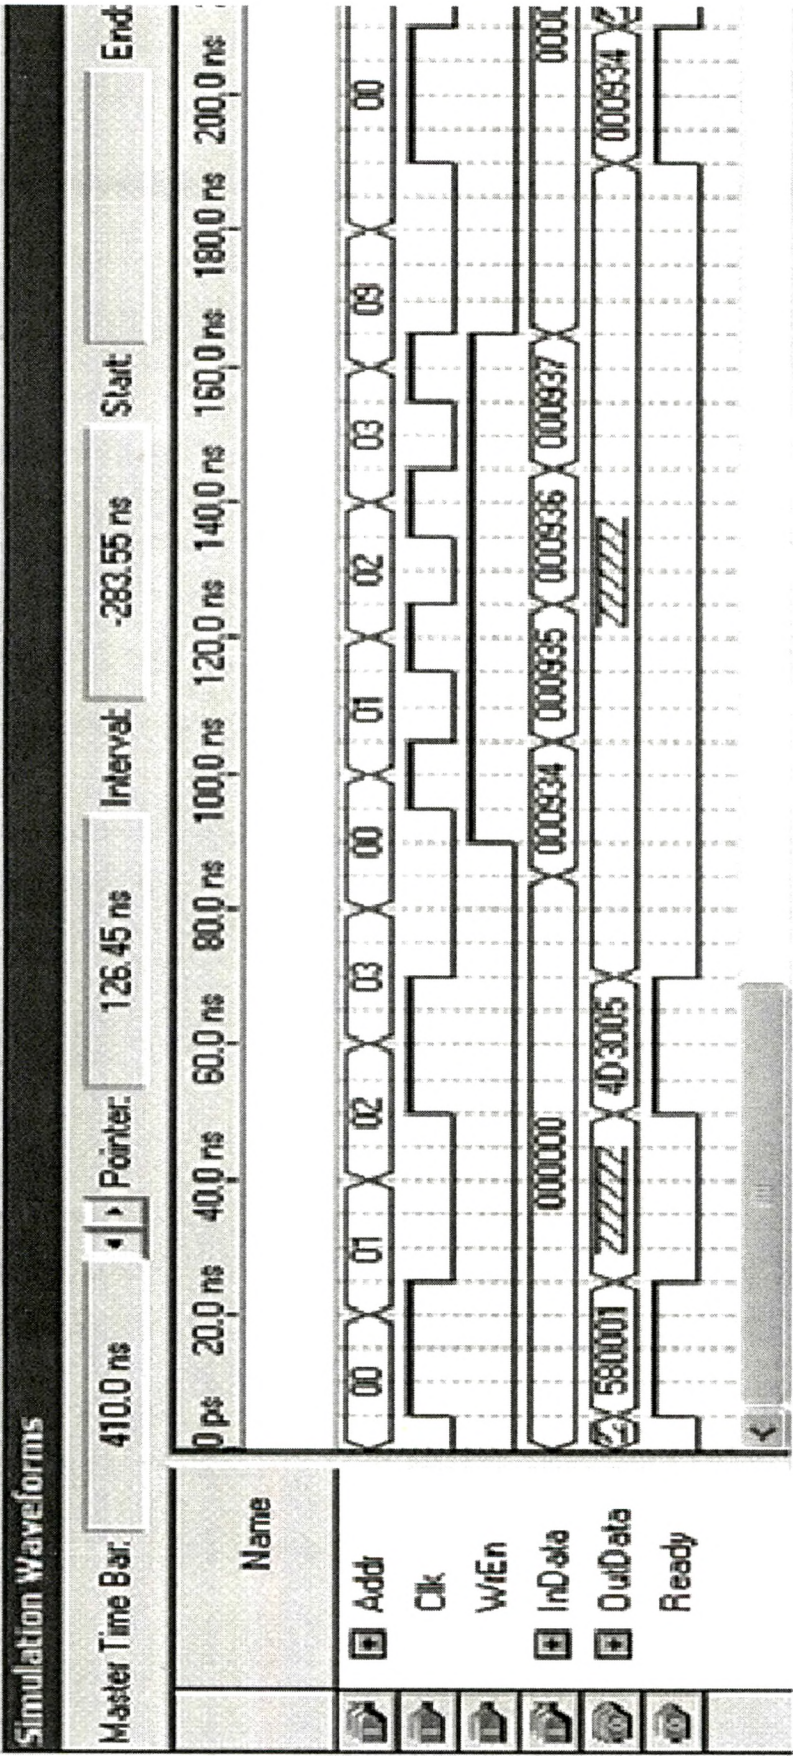 Simulation Waveforms
Master Time Bar: 410.0 ns Pointer: 126.45 ns Interval: -283.55 ns Start: End:
Name 0 ps 20.0 ns 40.0 ns 60.0 ns 80.0 ns 100.0 ns 120.0 ns 140.0 ns 160.0 ns 180.0 ns 200.0 ns
Addr 00 01 02 03 00 01 02 03 09 00
Clk
WrEn
InData 000000 000934 000935 000936 000937 0000
OutData 580001 ZZZZZZ 4D3005 ZZZZZZ 000934
Ready